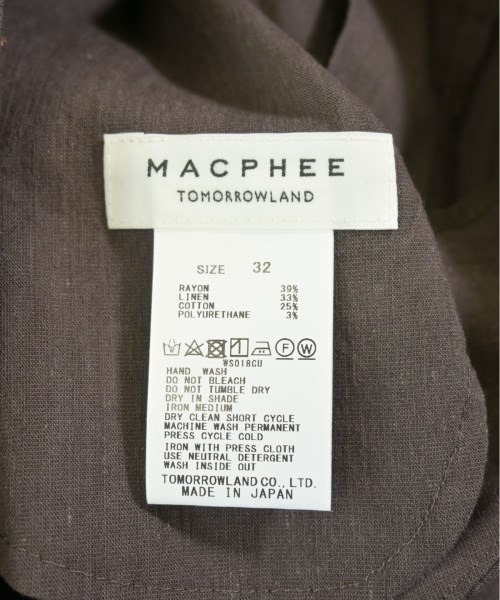 MACPHEE
TOMORROWLAND
SIZE 32
RAYON 39%
LINEN 33%
COTTON 25%
POLYURETHANE 3%
F W
WS018CU
HAND WASH
DO NOT BLEACH
DO NOT TUMBLE DRY
DRY IN SHADE
IRON MEDIUM
DRY CLEAN SHORT CYCLE
MACHINE WASH PERMANENT
PRESS CYCLE COLD
IRON WITH PRESS CLOTH
USE NEUTRAL DETERGENT
WASH INSIDE OUT
TOMORROWLAND CO., LTD.
MADE IN JAPAN